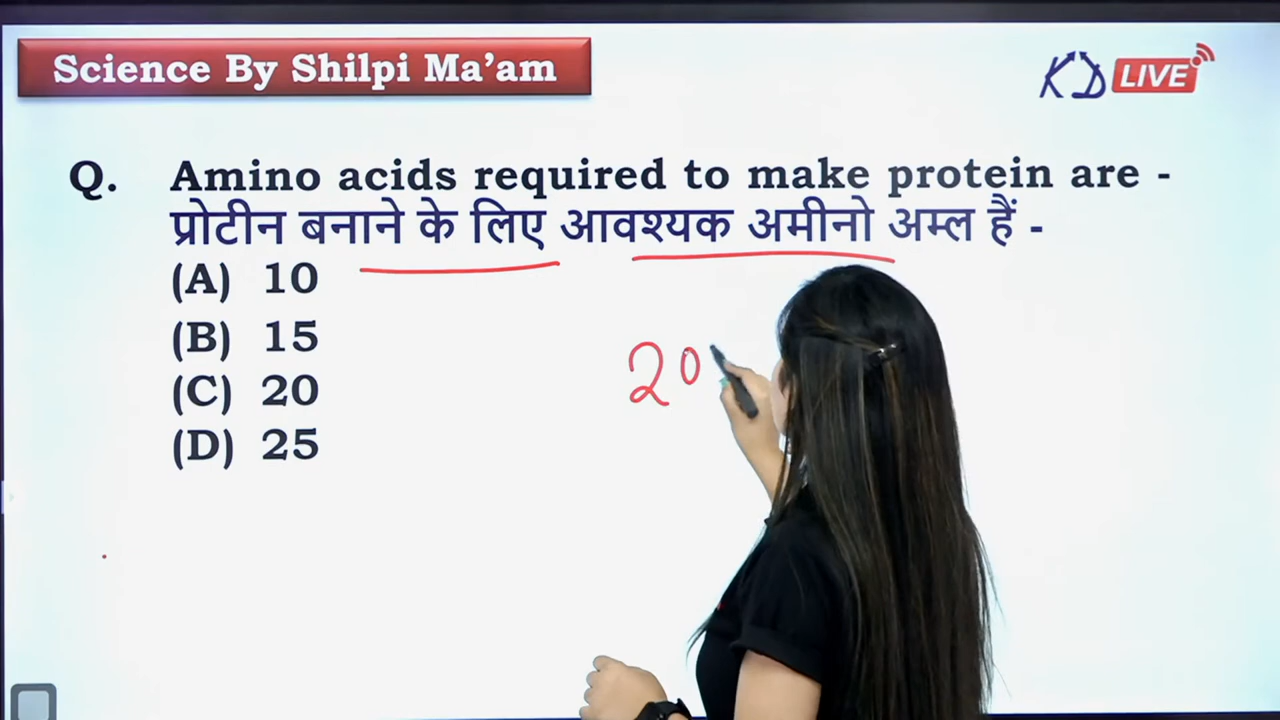 Science By Shilpi Ma’am
KD LIVE
Q. Amino acids required to make protein are -
प्रोटीन बनाने के लिए आवश्यक अमीनो अम्ल हैं -
(A) 10
(B) 15
(C) 20
(D) 25
20